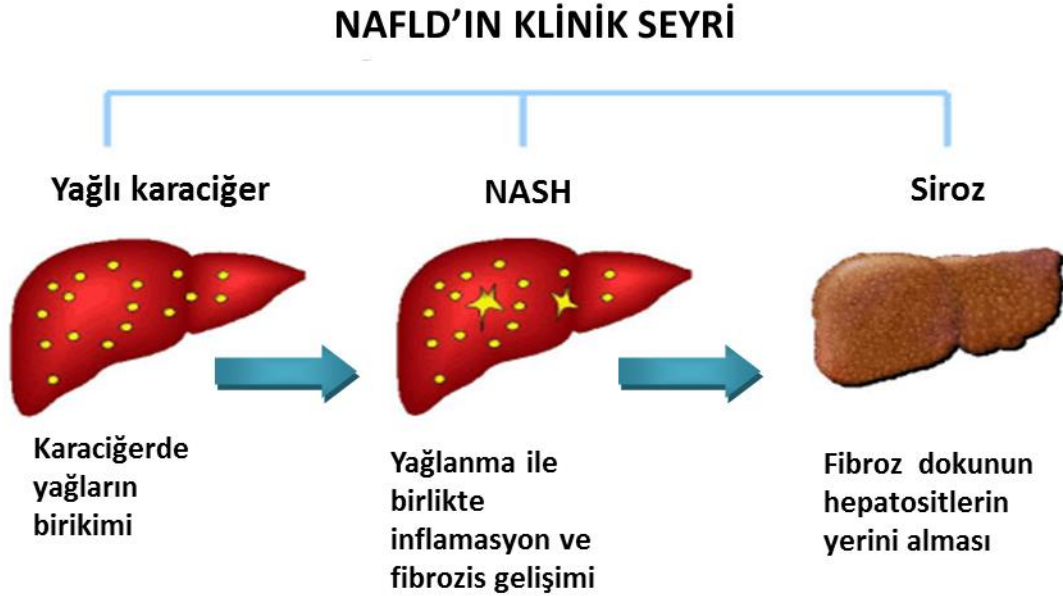 NAFLD’IN KLİNİK SEYRİ
Yağlı karaciğer
NASH
Siroz
Karaciğerde
yağların
birikimi
Yağlanma ile
birlikte
inflamasyon ve
fibrozis gelişimi
Fibroz dokunun
hepatositlerin
yerini alması